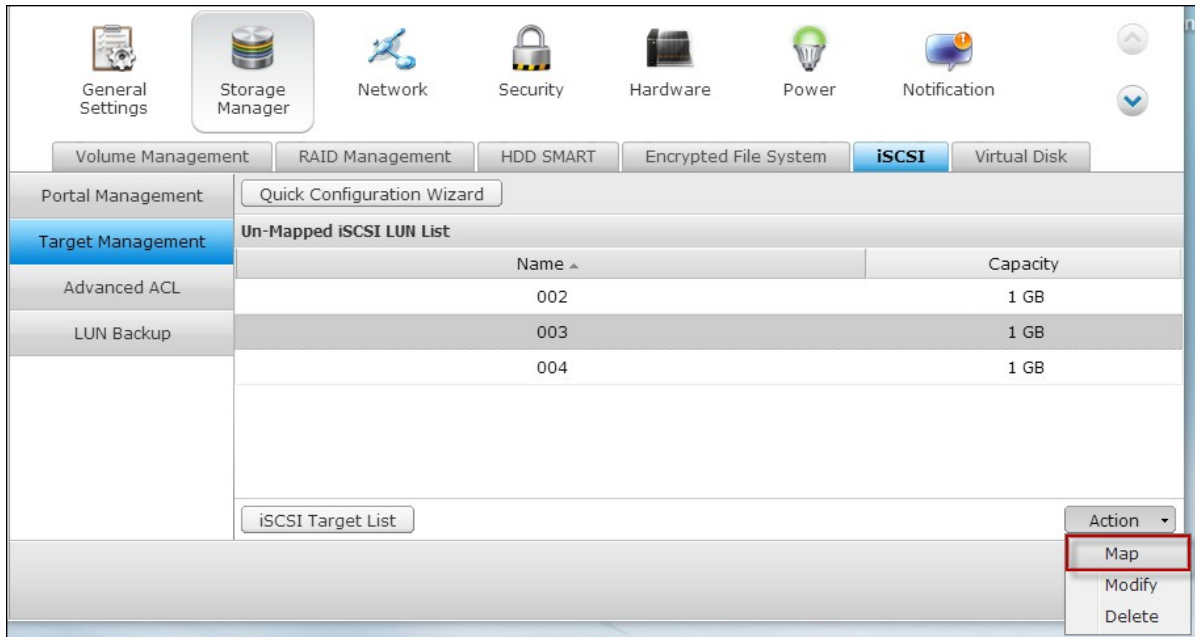 General
Settings
Storage
Manager
Network
Security
Hardware
Power
Notification
Volume Management
RAID Management
HDD SMART
Encrypted File System
iSCSI
Virtual Disk
Portal Management
Target Management
Advanced ACL
LUN Backup
Quick Configuration Wizard
Un-Mapped iSCSI LUN List
Name Capacity
002 1 GB
003 1 GB
004 1 GB
iSCSI Target List
Action
Map
Modify
Delete